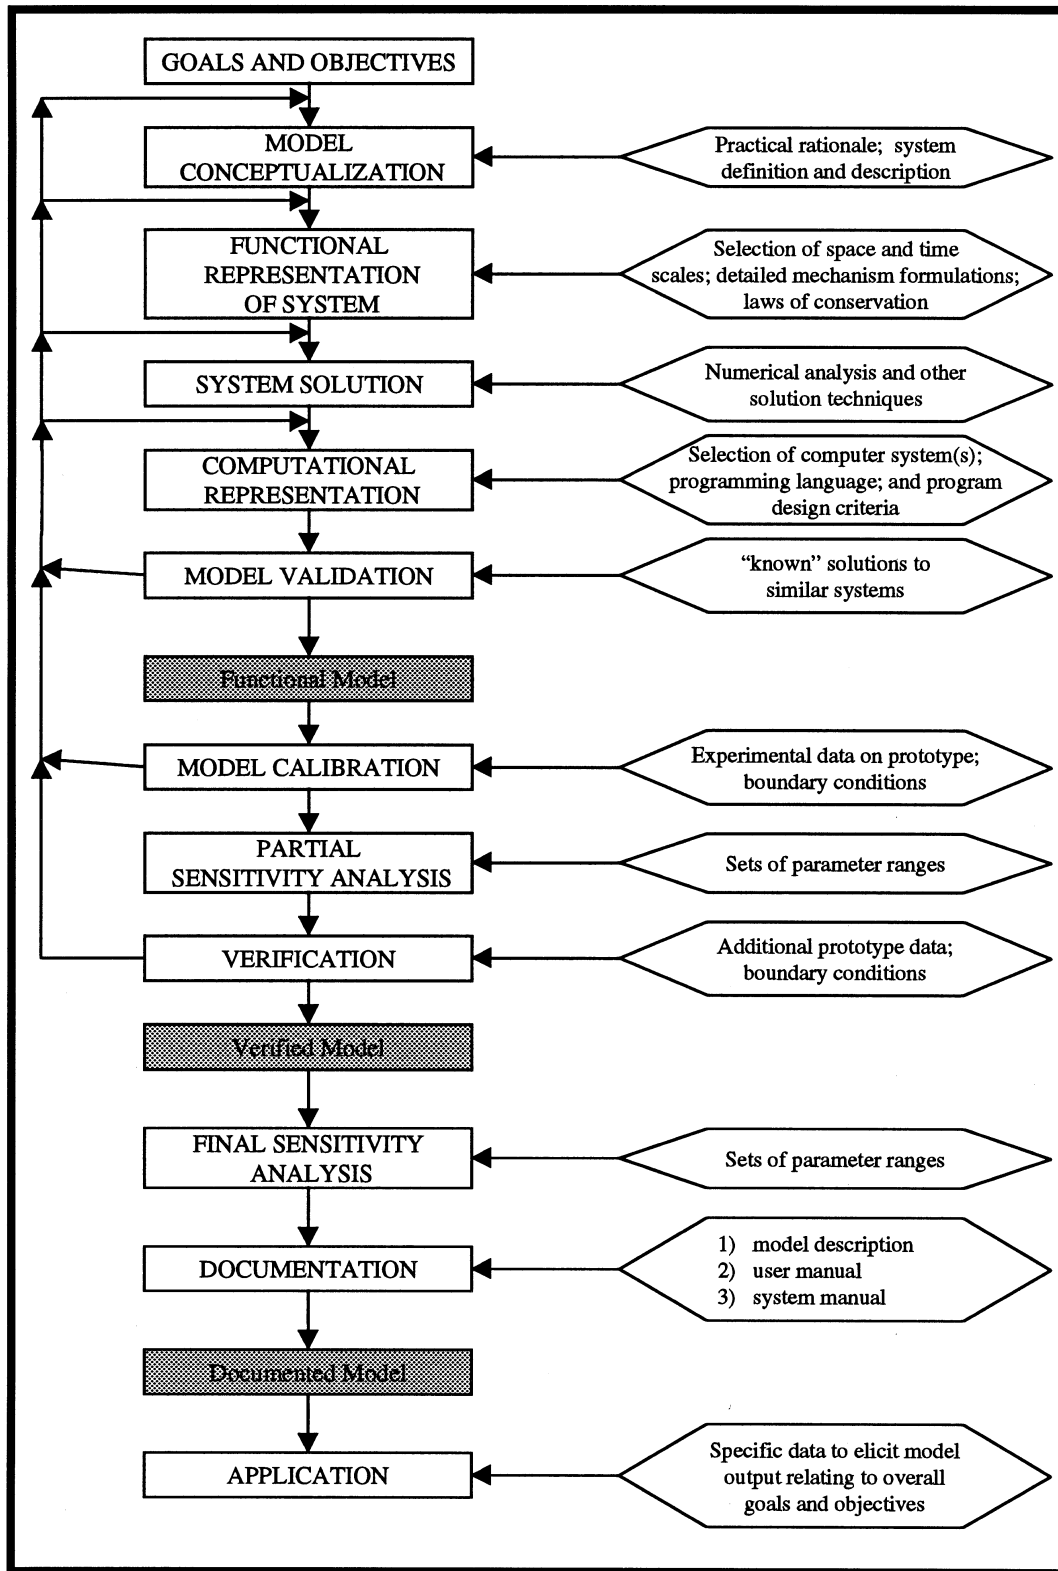 GOALS AND OBJECTIVES
MODEL
CONCEPTUALIZATION
Practical rationale; system
definition and description
FUNCTIONAL
REPRESENTATION
OF SYSTEM
Selection of space and time
scales; detailed mechanism formulations;
laws of conservation
SYSTEM SOLUTION
Numerical analysis and other
solution techniques
COMPUTATIONAL
REPRESENTATION
Selection of computer system(s);
programming language; and program
design criteria
MODEL VALIDATION
“known” solutions to
similar systems
Functional Model
MODEL CALIBRATION
Experimental data on prototype;
boundary conditions
PARTIAL
SENSITIVITY ANALYSIS
Sets of parameter ranges
VERIFICATION
Additional prototype data;
boundary conditions
Verified Model
FINAL SENSITIVITY
ANALYSIS
Sets of parameter ranges
DOCUMENTATION
1) model description
2) user manual
3) system manual
Documented Model
APPLICATION
Specific data to elicit model
output relating to overall
goals and objectives